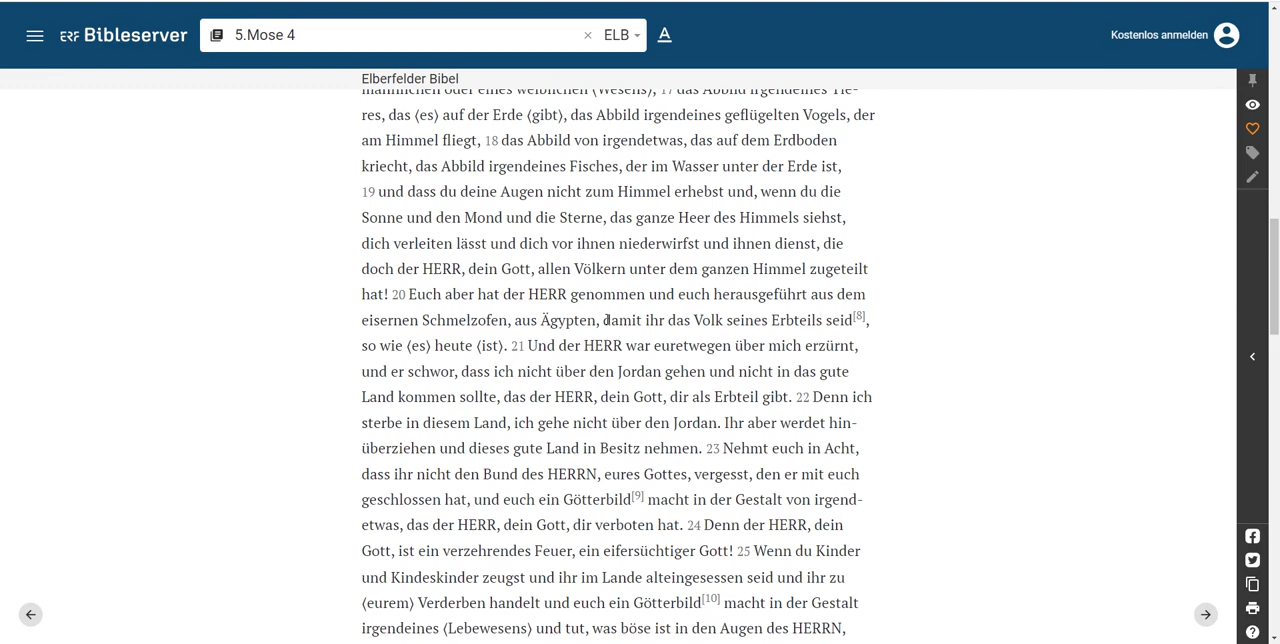 ERF Bibleserver
5.Mose 4
ELB
A
Kostenlos anmelden
Elberfelder Bibel
männlichen oder eines weiblichen ⟨Wesens⟩, 17 das Abbild irgendeines Tie-
res, das ⟨es⟩ auf der Erde ⟨gibt⟩, das Abbild irgendeines geflügelten Vogels, der
am Himmel fliegt, 18 das Abbild von irgendetwas, das auf dem Erdboden
kriecht, das Abbild irgendeines Fisches, der im Wasser unter der Erde ist,
19 und dass du deine Augen nicht zum Himmel erhebst und, wenn du die
Sonne und den Mond und die Sterne, das ganze Heer des Himmels siehst,
dich verleiten lässt und dich vor ihnen niederwirfst und ihnen dienst, die
doch der HERR, dein Gott, allen Völkern unter dem ganzen Himmel zugeteilt
hat! 20 Euch aber hat der HERR genommen und euch herausgeführt aus dem
eisernen Schmelzofen, aus Ägypten, damit ihr das Volk seines Erbteils seid[8],
so wie ⟨es⟩ heute ⟨ist⟩. 21 Und der HERR war euretwegen über mich erzürnt,
und er schwor, dass ich nicht über den Jordan gehen und nicht in das gute
Land kommen sollte, das der HERR, dein Gott, dir als Erbteil gibt. 22 Denn ich
sterbe in diesem Land, ich gehe nicht über den Jordan. Ihr aber werdet hin-
überziehen und dieses gute Land in Besitz nehmen. 23 Nehmt euch in Acht,
dass ihr nicht den Bund des HERRN, eures Gottes, vergesst, den er mit euch
geschlossen hat, und euch ein Götterbild[9] macht in der Gestalt von irgend-
etwas, das der HERR, dein Gott, dir verboten hat. 24 Denn der HERR, dein
Gott, ist ein verzehrendes Feuer, ein eifersüchtiger Gott! 25 Wenn du Kinder
und Kindeskinder zeugst und ihr im Lande alteingesessen seid und ihr zu
⟨eurem⟩ Verderben handelt und euch ein Götterbild[10] macht in der Gestalt
irgendeines ⟨Lebewesens⟩ und tut, was böse ist in den Augen des HERRN,